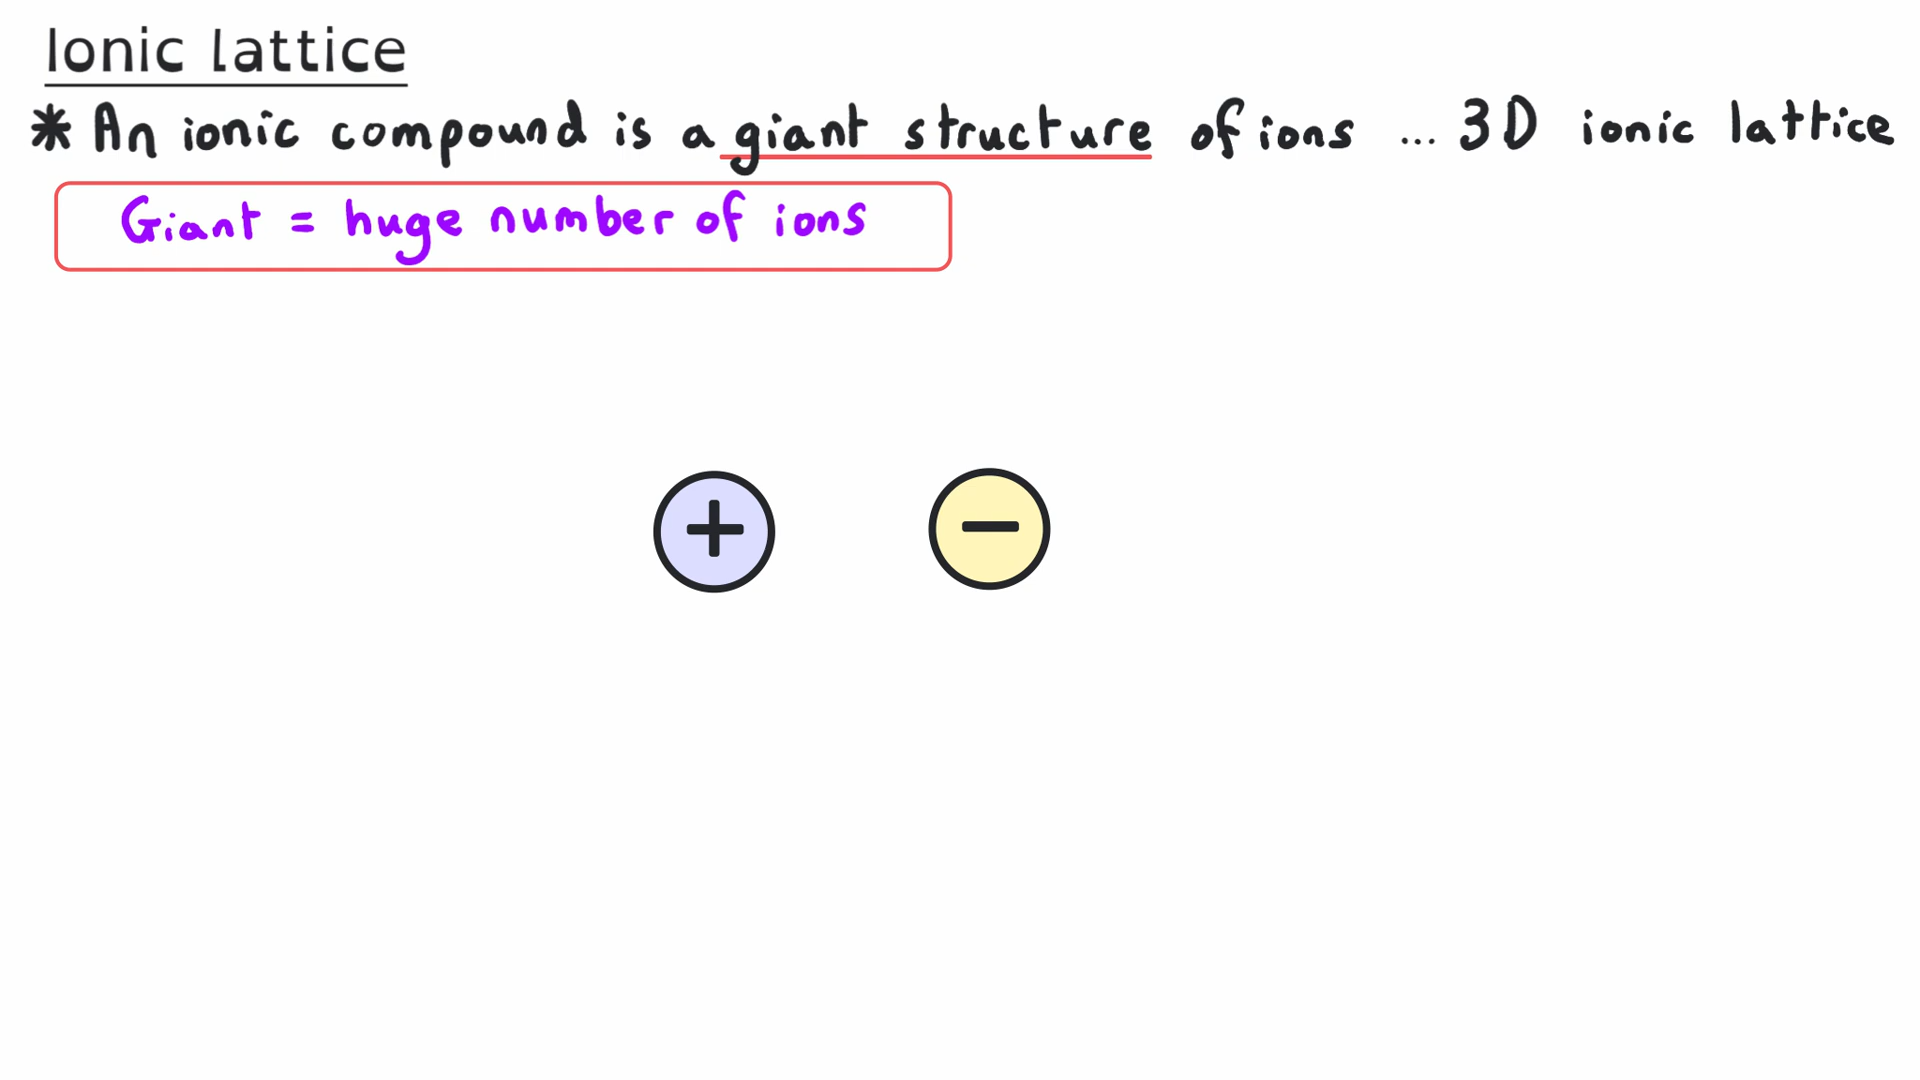 Ionic lattice
* An ionic compound is a giant structure of ions ... 3D ionic lattice
Giant = huge number of ions
+ −